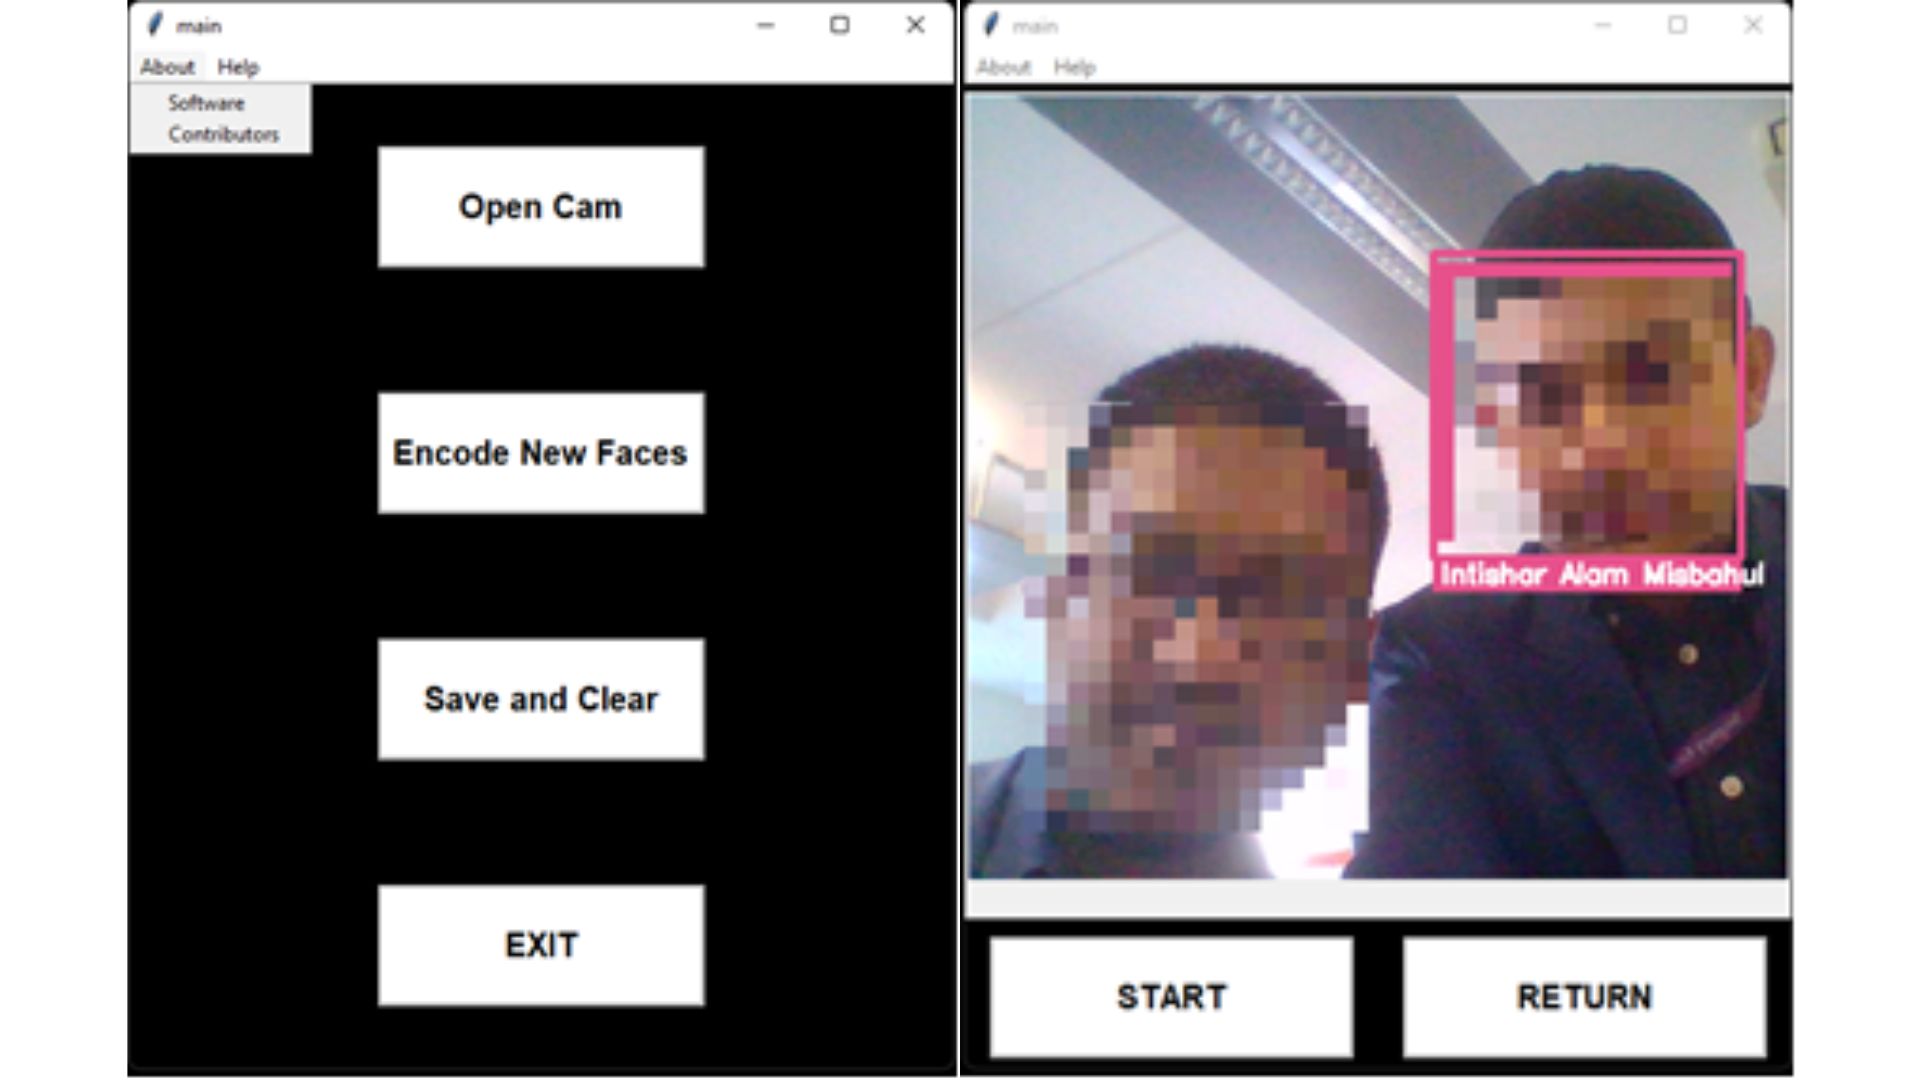 main
About Help
Software
Contributors
Open Cam
Encode New Faces
Save and Clear
EXIT
main
About Help
Intishar Alam Misbahul
START
RETURN